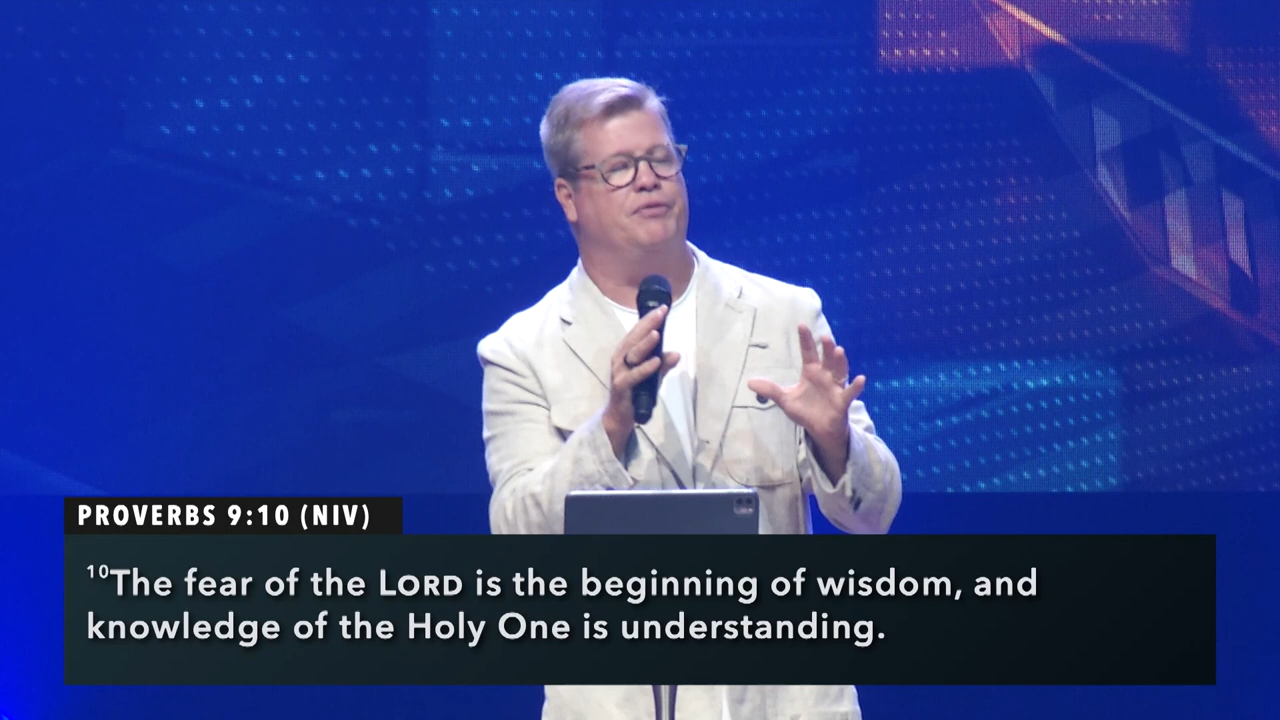 PROVERBS 9:10 (NIV)
¹⁰The fear of the LORD is the beginning of wisdom, and
knowledge of the Holy One is understanding.